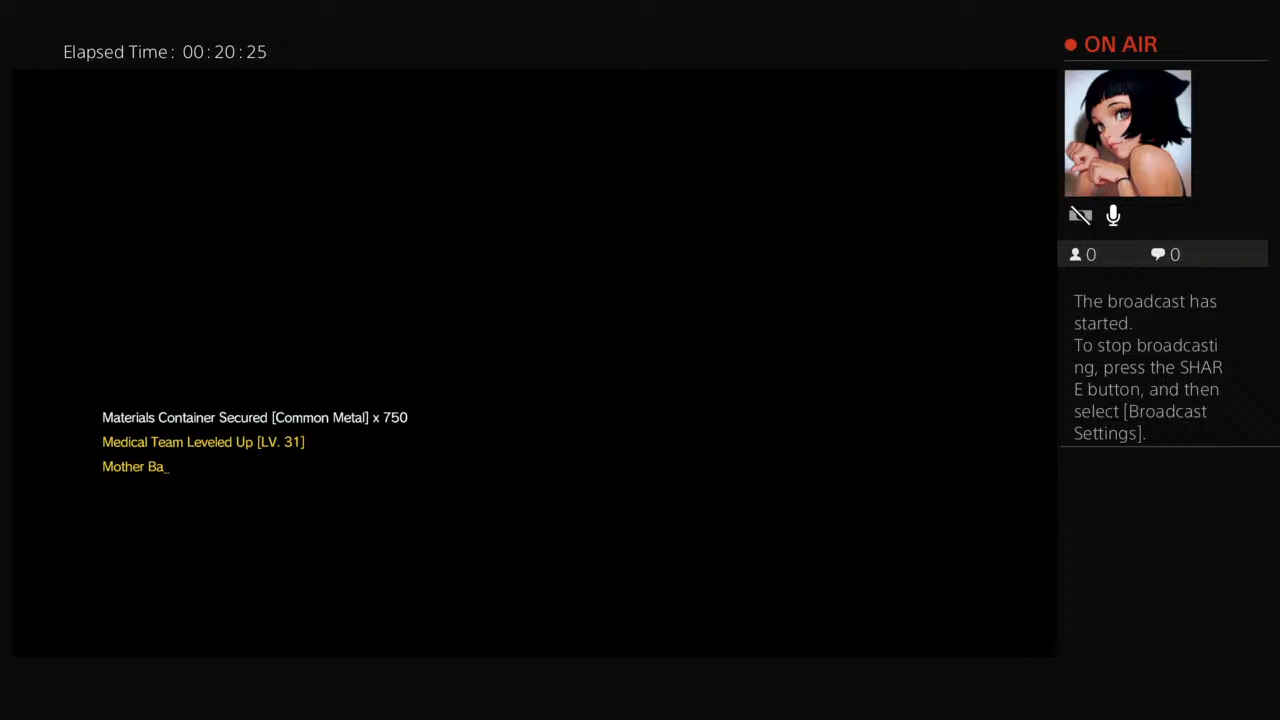 Elapsed Time: 00:20:25
ON AIR
0 0
The broadcast has
started.
To stop broadcasti
ng, press the SHAR
E button, and then
select [Broadcast
Settings].
Materials Container Secured [Common Metal] x 750
Medical Team Leveled Up [LV. 31]
Mother Ba_